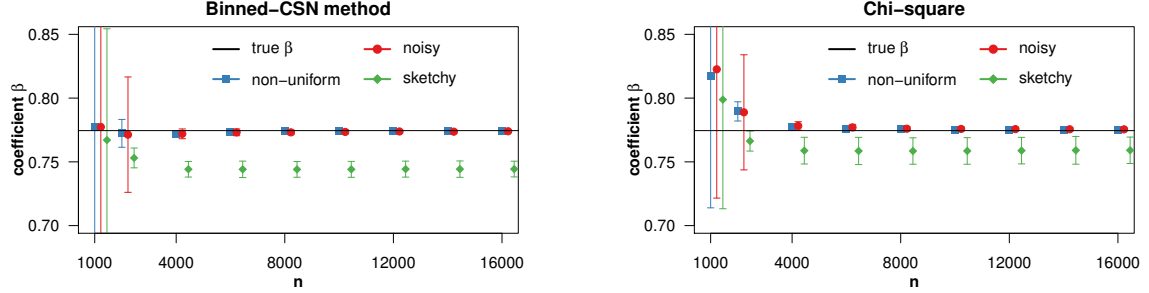 Binned−CSN method
coefficient β
0.85
0.80
0.75
0.70
true β
noisy
non−uniform
sketchy
1000
4000
8000
12000
16000
n
Chi−square
coefficient β
0.85
0.80
0.75
0.70
true β
noisy
non−uniform
sketchy
1000
4000
8000
12000
16000
n